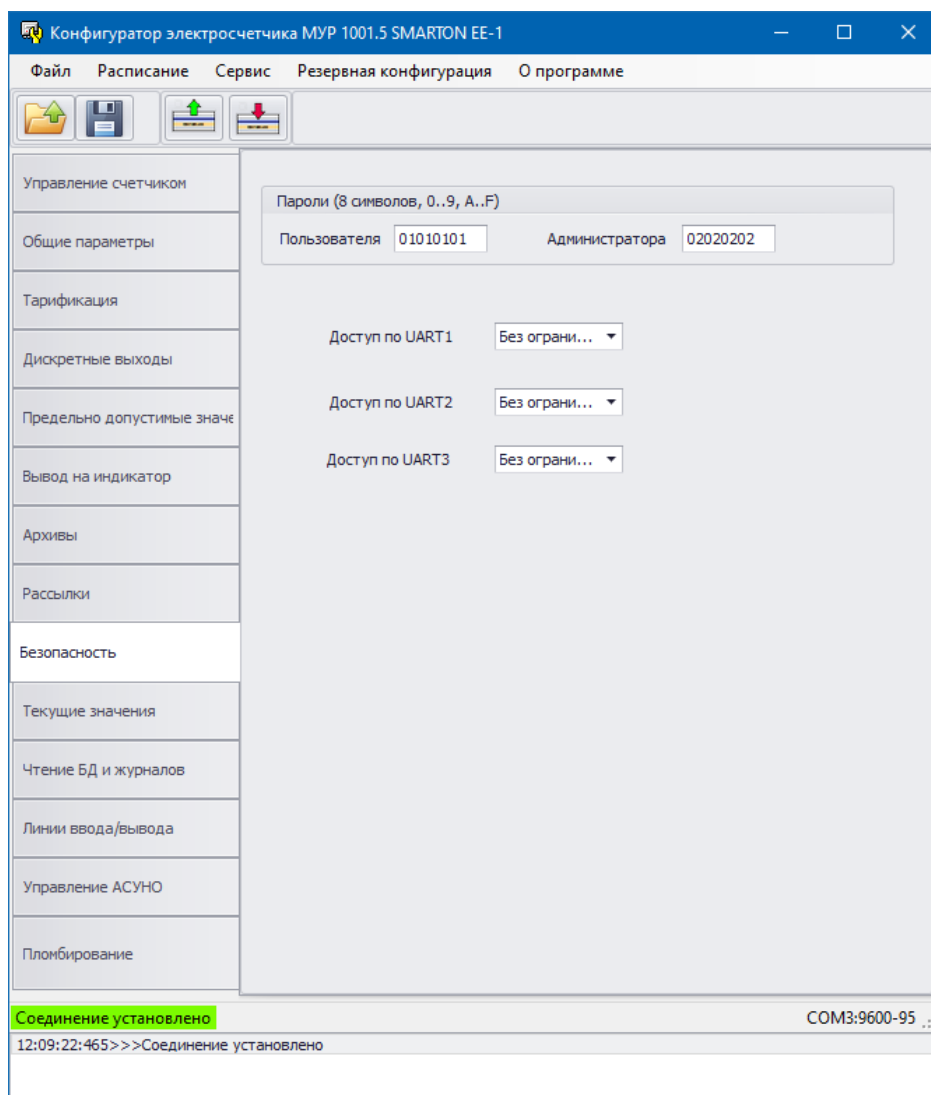 Конфигуратор электросчетчика МУР 1001.5 SMARTON EE-1
Файл Расписание Сервис Резервная конфигурация О программе
Управление счетчиком
Общие параметры
Тарификация
Дискретные выходы
Предельно допустимые значе
Вывод на индикатор
Архивы
Рассылки
Безопасность
Текущие значения
Чтение БД и журналов
Линии ввода/вывода
Управление АСУНО
Пломбирование
Пароли (8 символов, 0..9, A..F)
Пользователя 01010101 Администратора 02020202
Доступ по UART1 Без ограни...
Доступ по UART2 Без ограни...
Доступ по UART3 Без ограни...
Соединение установлено COM3:9600-95
12:09:22:465>>>Соединение установлено